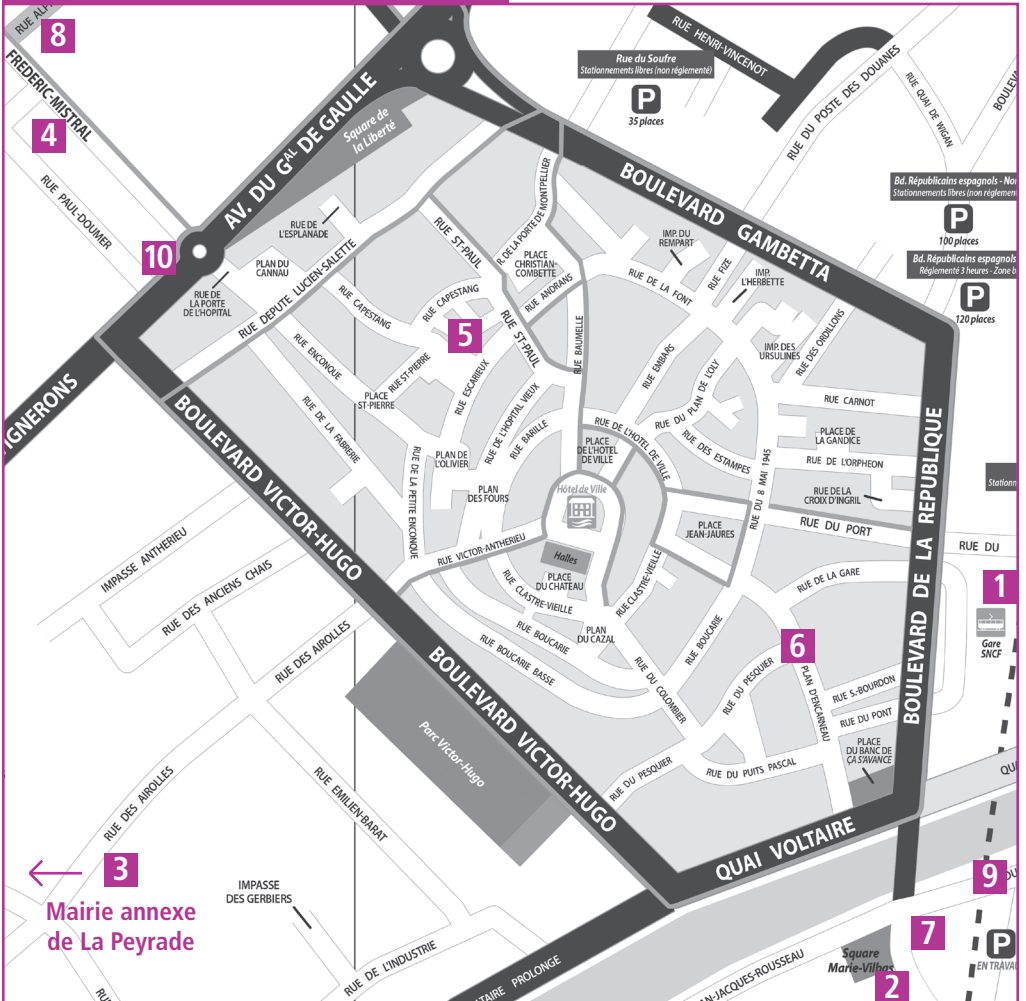 RUE ALP
8
FREDERIC-MISTRAL
4
RUE PAUL-DOUMER
10
AV. DU GAL DE GAULLE
Square de
la Liberté
RUE HENRI-VINCENOT
Rue du Soufre
Stationnements libres (non réglementé)
P
35 places
RUE DU POSTE DES DOUANES
RUE QUAI DE WIGAN
BOULEV
Bd. Républicains espagnols - No
Stationnements libres (non réglemen
P
100 places
Bd. Républicains espagnols
Réglementé 3 heures - Zone b
P
120 places
BOULEVARD GAMBETTA
RUE DE
L'ESPLANADE
PLAN DU
CANNAU
RUE DE
LA PORTE
DE L'HOPITAL
RUE DEPUTE LUCIEN-SALETTE
RUE ST-PAUL
R. DE LA PORTE DE MONTPELLIER
PLACE
CHRISTIAN-
COMBETTE
RUE ANDRANS
IMP. DU
REMPART
RUE DE LA FONT
RUE FIZE
IMP.
L'HERBETTE
IMP. DES
URSULINES
RUE DES ORDILLONS
RUE CAPESTANG
RUE CAPESTANG
5
RUE ST-PAUL
RUE BAUMELLE
RUE ENCONQUE
RUE ST-PIERRE
PLACE
ST-PIERRE
RUE ESCARIEUX
RUE DE L'HOPITAL VIEUX
RUE BARILLE
RUE EMBARS
RUE DU PLAN DE L'OLY
RUE CARNOT
RUE DE LA FABRERIE
RUE DE LA PETITE ENCONQUE
PLAN DE
L'OLIVIER
PLAN
DES FOURS
RUE DE L'HOTEL DE VILLE
PLACE
DE L'HOTEL
DE VILLE
RUE DES ESTAMPES
RUE DU 8 MAI 1945
PLACE DE
LA GANDICE
RUE DE L'ORPHEON
RUE DE LA
CROIX D'INGRIL
Stationn
IGNERONS
BOULEVARD VICTOR-HUGO
Hôtel de Ville
Halles
RUE VICTOR-ANTHERIEU
PLACE
DU CHATEAU
RUE CLASTRE-VIEILLE
RUE CLASTRE-VIEILLE
PLACE
JEAN-JAURES
RUE DU PORT
RUE DU
BOULEVARD DE LA REPUBLIQUE
RUE DE LA GARE
1
Gare
SNCF
IMPASSE ANTHERIEU
RUE DES ANCIENS CHAIS
RUE DES AIROLLES
RUE BOUCARIE
RUE BOUCARIE BASSE
PLAN
DU CAZAL
RUE BOUCARIE
RUE DU COLOMBIER
6
RUE DU PESQUIER
PLAN D'ENCARNEAU
RUE S.-BOURDON
RUE DU PONT
PLACE
DU BANC DE
ÇA S'AVANCE
BOULEVARD VICTOR-HUGO
Parc Victor-Hugo
RUE DU PESQUIER
RUE DU PUITS PASCAL
QUAI VOLTAIRE
QU
RUE DES AIROLLES
RUE EMILIEN-BARAT
3
Mairie annexe
de La Peyrade
IMPASSE
DES GERBIERS
RUE DE L'INDUSTRIE
RU
TAIRE PROLONGE
AN-JACQUES-ROUSSEAU
Square
Marie-Vilbas
2
7
9
OU
P
EN TRAVAU